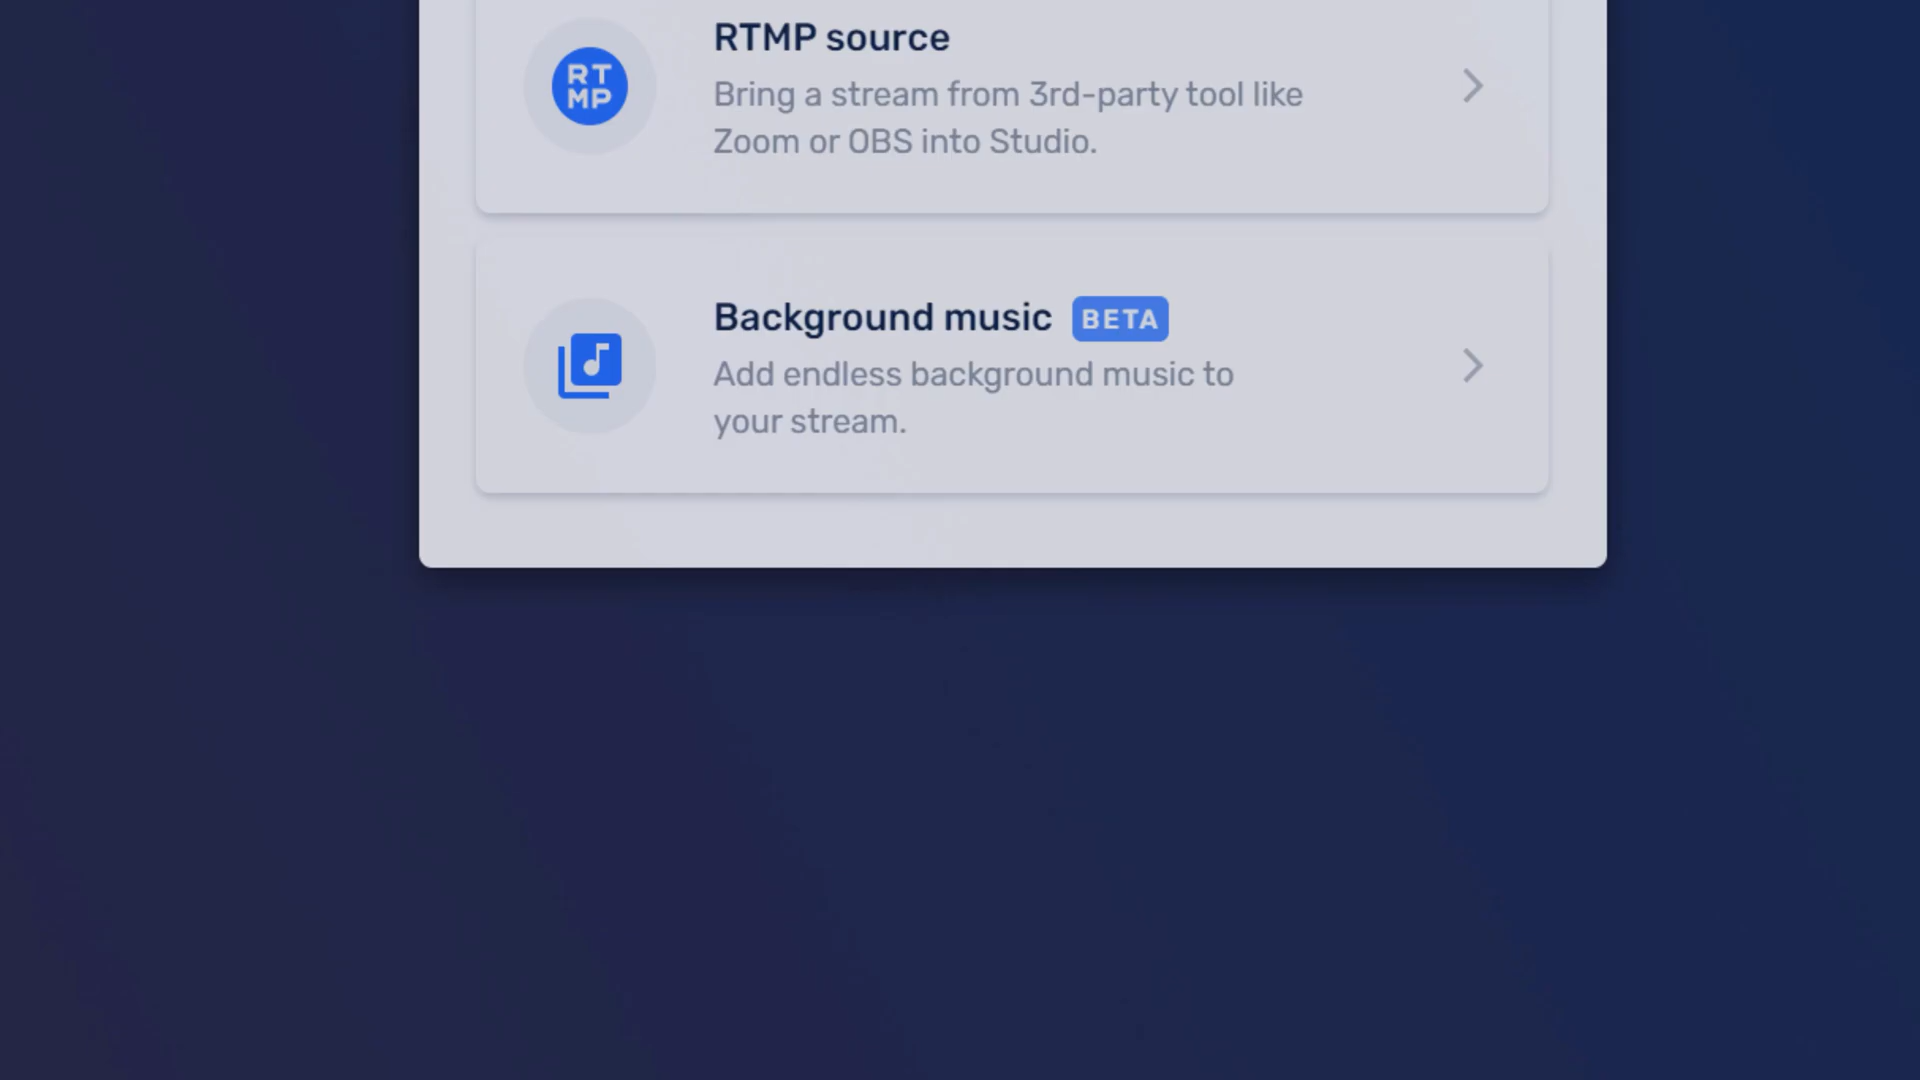 RTMP source
RT
MP
Bring a stream from 3rd-party tool like
Zoom or OBS into Studio.
Background music BETA
Add endless background music to
your stream.